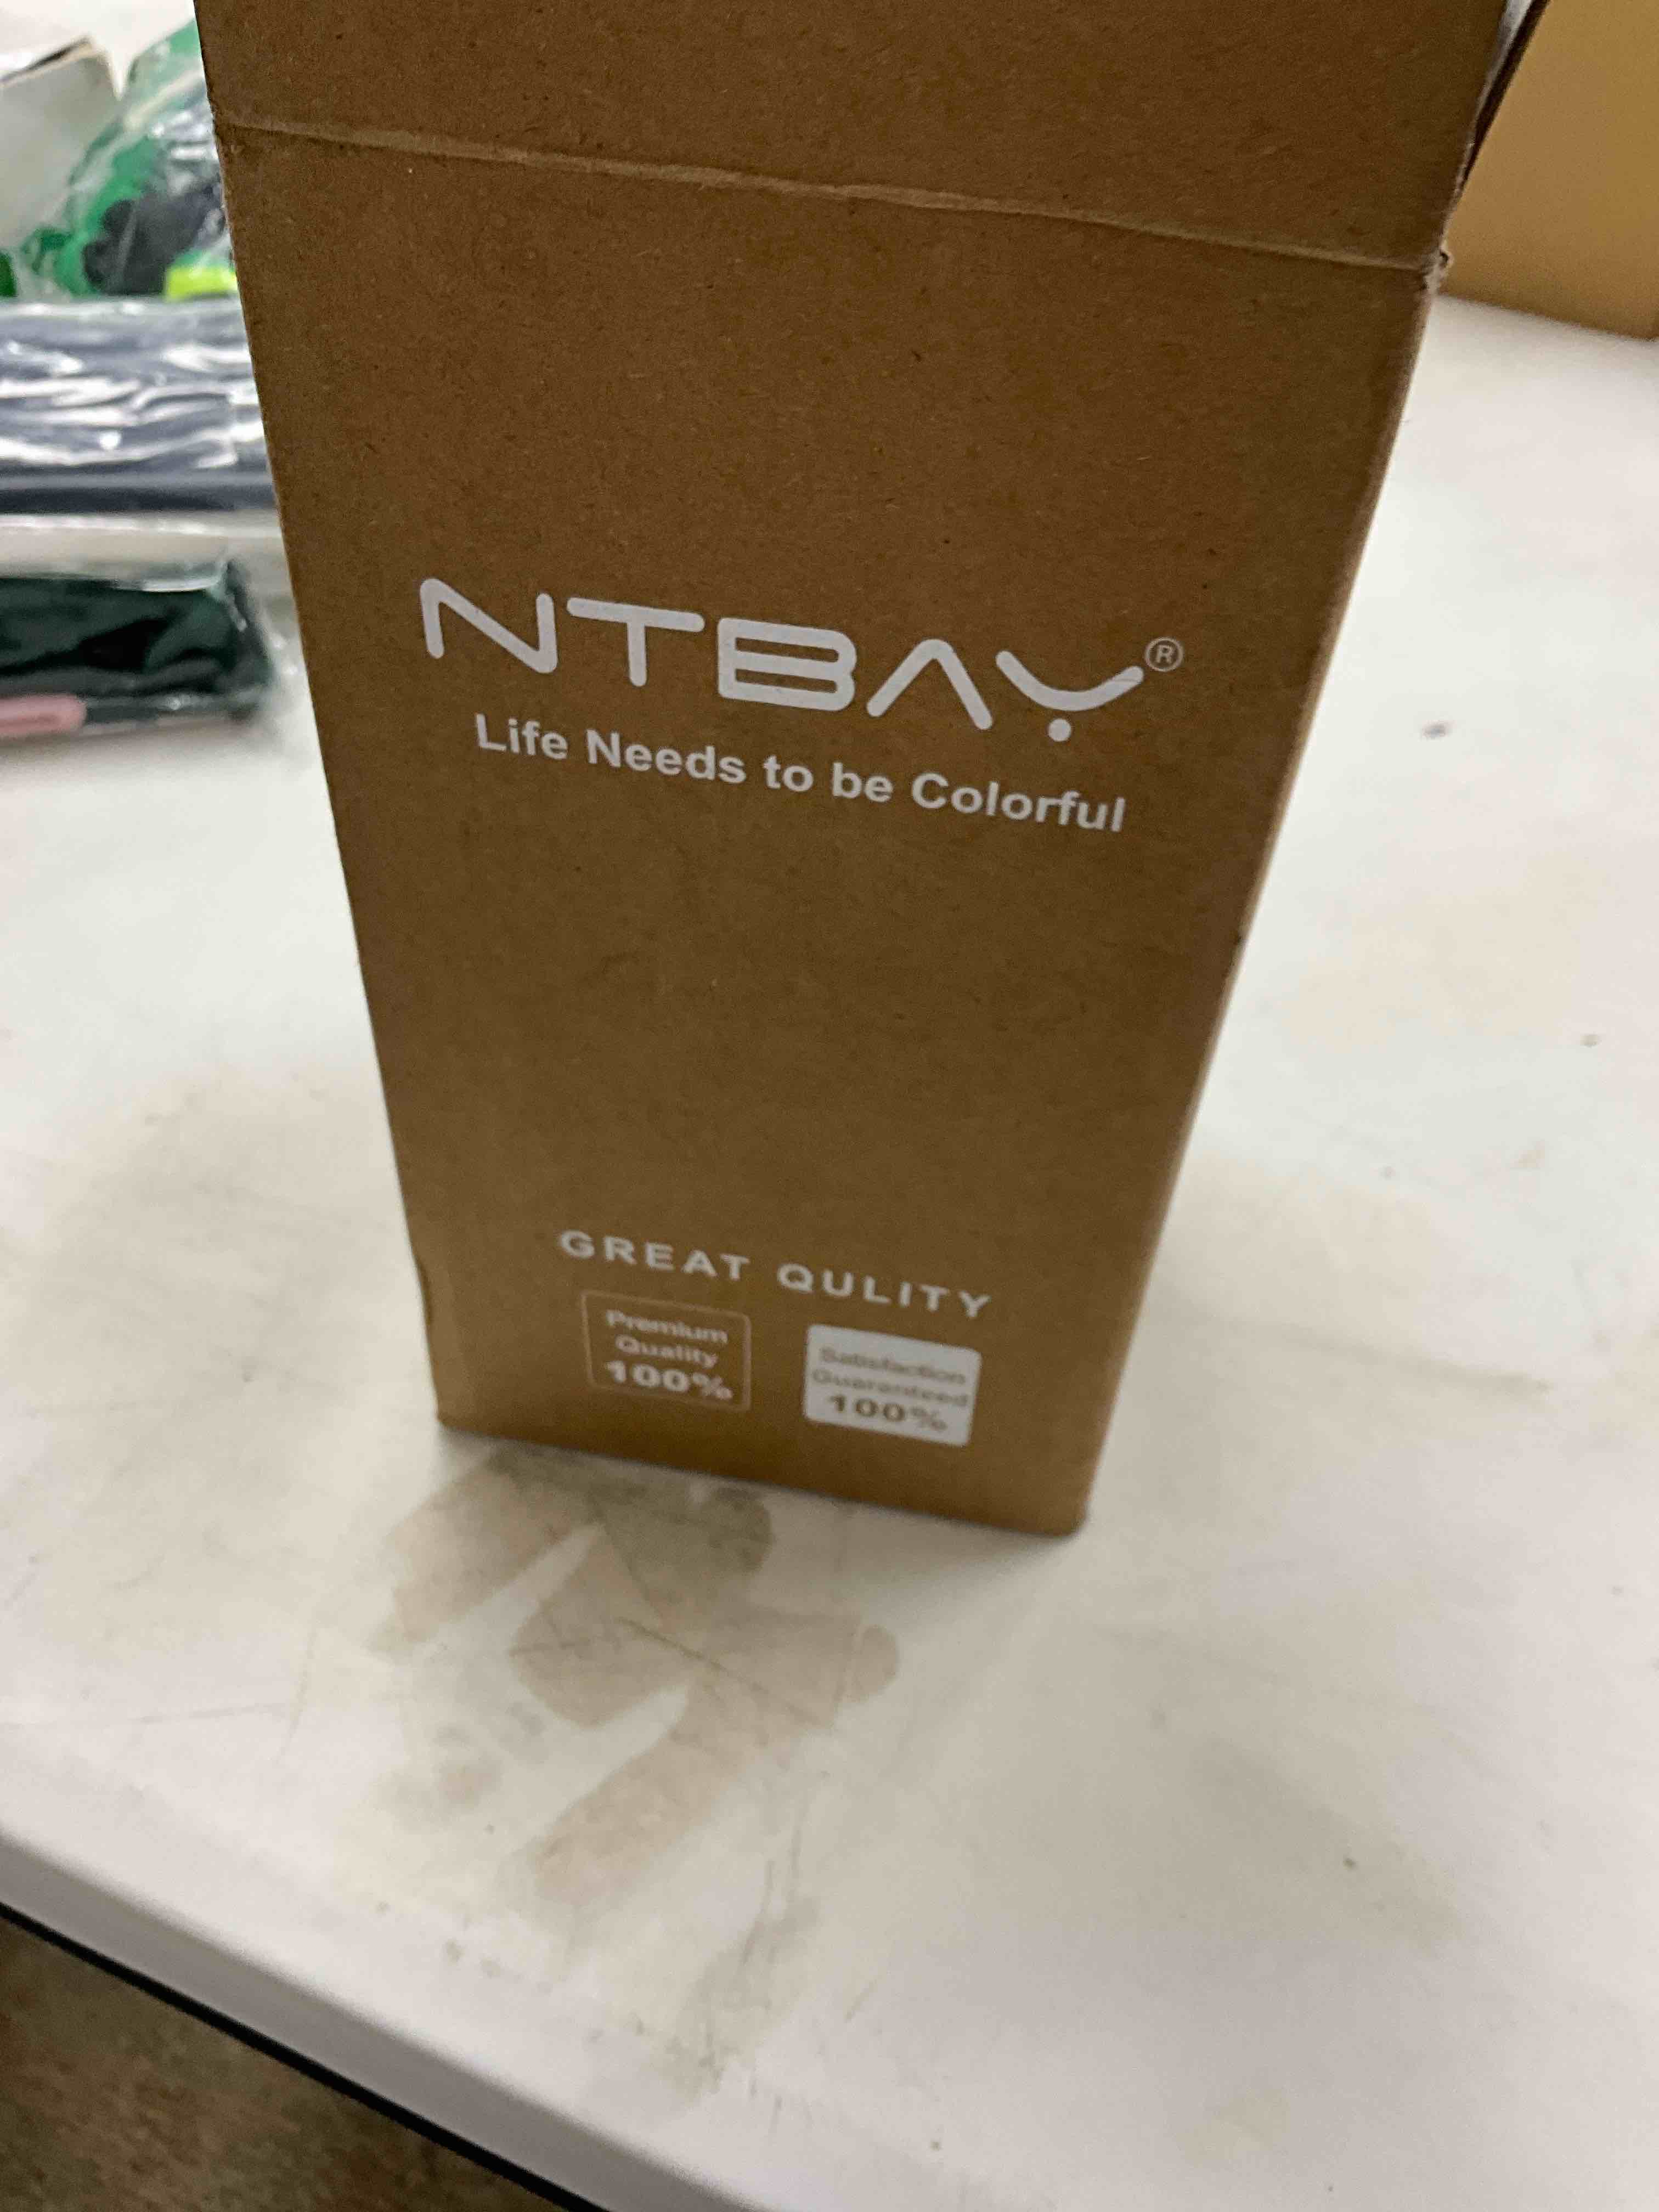 NTBAY®
Life Needs to be Colorful
GREAT QULITY
Premium
Quality
100%
Satisfaction
Guaranteed
100%